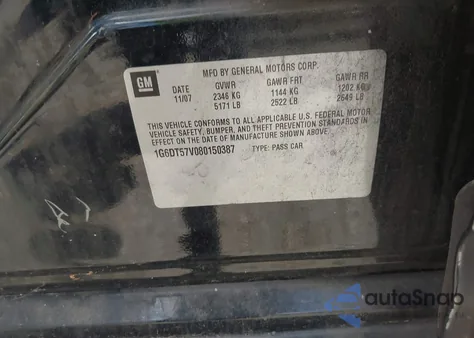 GM
MFD BY GENERAL MOTORS CORP.
DATE GVWR GAWR FRT GAWR RR
11/07 2346 KG 1144 KG 1202 KG
5171 LB 2522 LB 2649 LB
THIS VEHICLE CONFORMS TO ALL APPLICABLE U.S. FEDERAL MOTOR
VEHICLE SAFETY, BUMPER, AND THEFT PREVENTION STANDARDS IN
EFFECT ON THE DATE OF MANUFACTURE SHOWN ABOVE.
1G6DT57V080150387 TYPE: PASS CAR
autoSnap